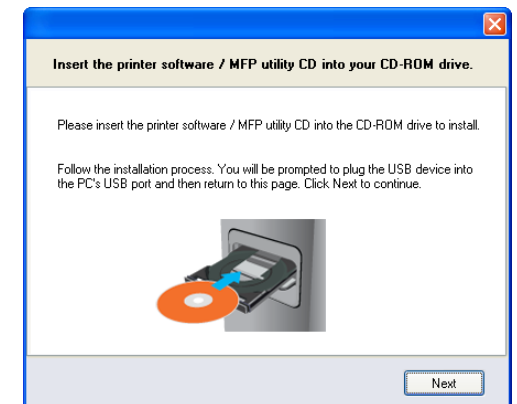 Insert the printer software / MFP utility CD into your CD-ROM drive.
Please insert the printer software / MFP utility CD into the CD-ROM drive to install.
Follow the installation process. You will be prompted to plug the USB device into
the PC's USB port and then return to this page. Click Next to continue.
Next